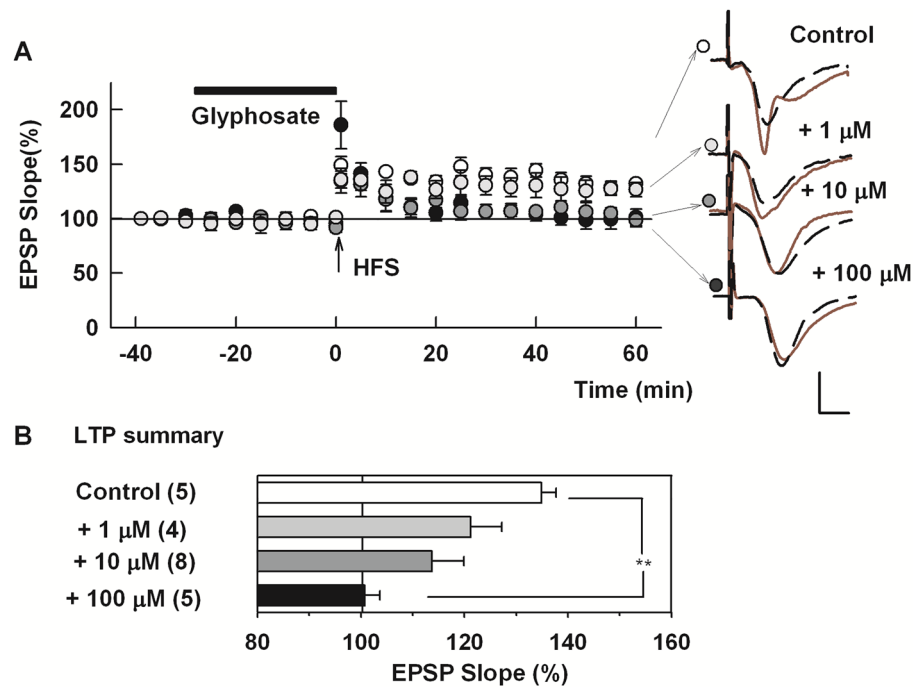 A
Control
200
Glyphosate
+ 1 µM
150
+ 10 µM
100
EPSP Slope(%)
HFS
+ 100 µM
50
0
-40 -20 0 20 40 60
Time (min)
B LTP summary
Control (5)
+ 1 µM (4)
+ 10 µM (8)
**
+ 100 µM (5)
80 100 120 140 160
EPSP Slope (%)